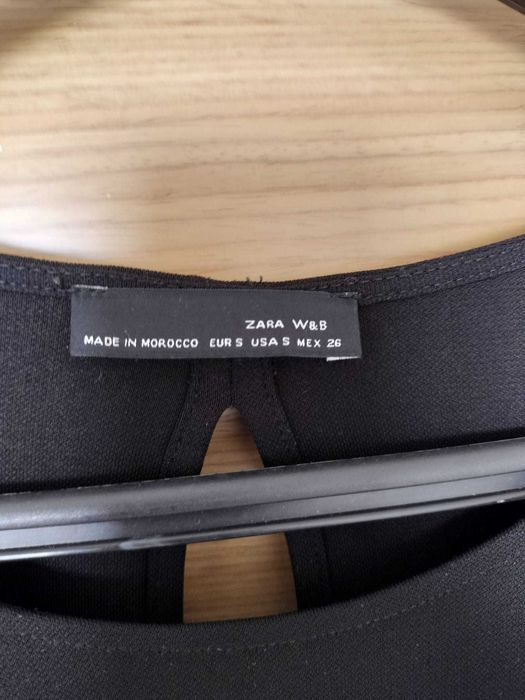 ZARA W&B
MADE IN MOROCCO EUR S USA S MEX 26